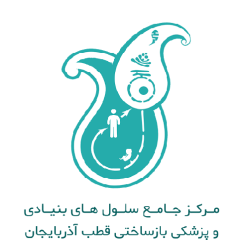 مرکز جامع سلول های بنیادی
و پزشکی بازساختی قطب آذربایجان